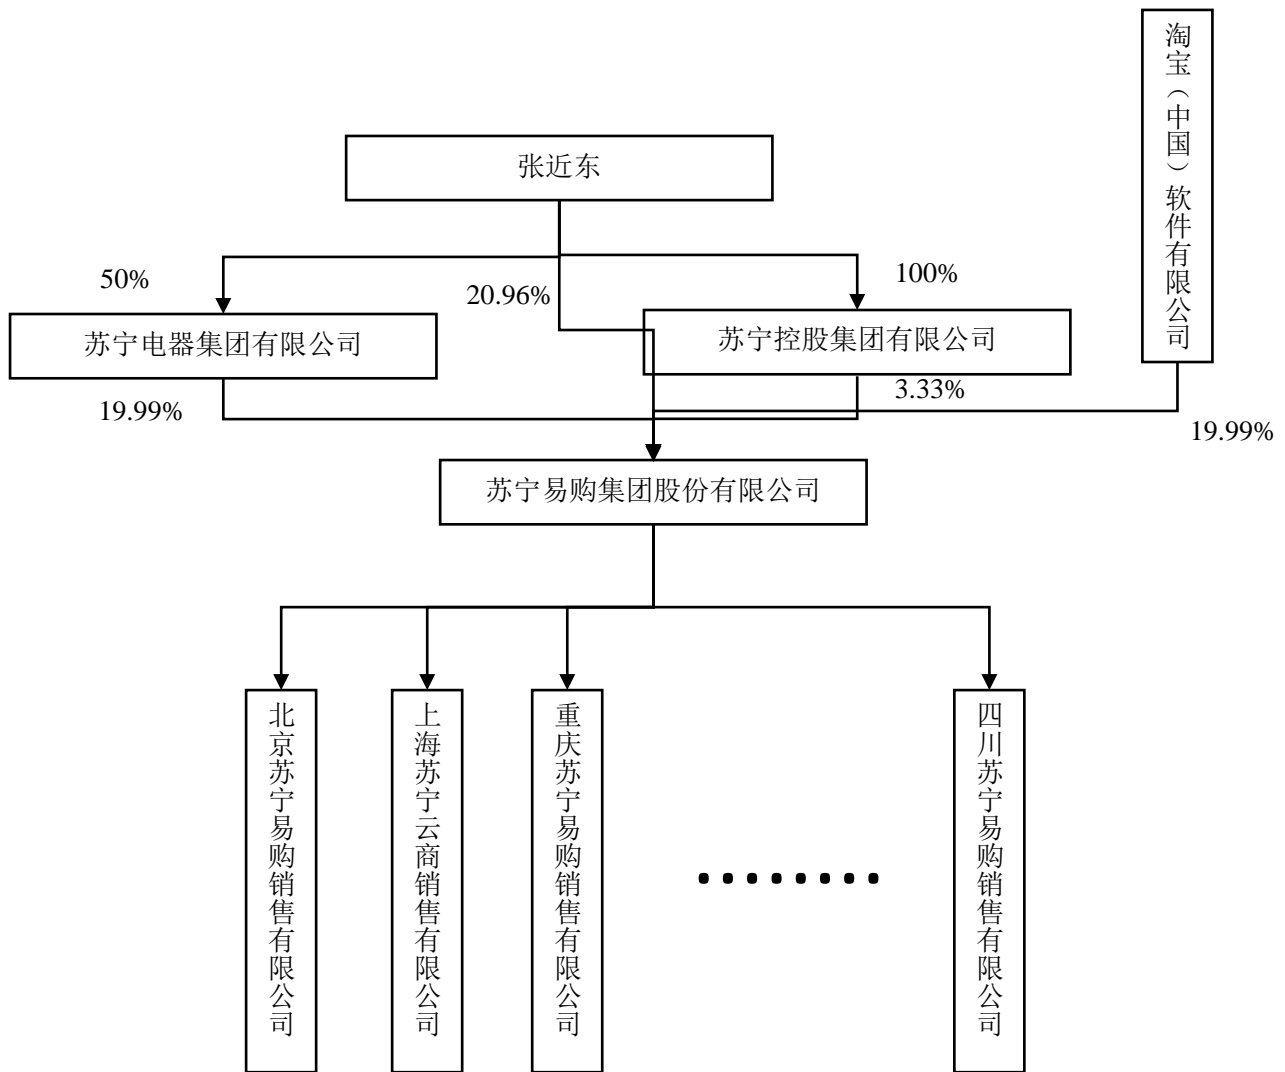 淘宝（中国）软件有限公司
张近东
50%
20.96%
100%
苏宁电器集团有限公司
苏宁控股集团有限公司
19.99%
3.33%
19.99%
苏宁易购集团股份有限公司
北京苏宁易购销售有限公司
上海苏宁云商销售有限公司
重庆苏宁易购销售有限公司
........
四川苏宁易购销售有限公司